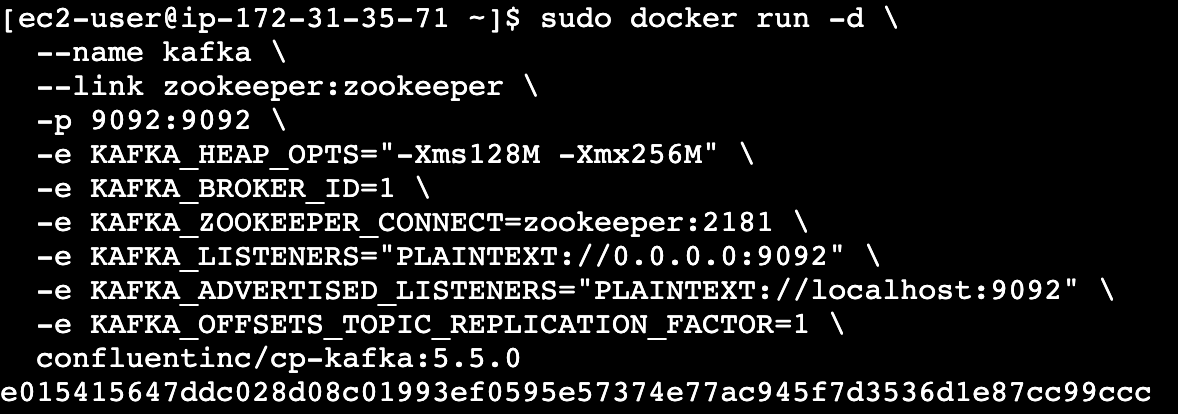 [ec2-user@ip-172-31-35-71 ~]$ sudo docker run -d \
--name kafka \
--link zookeeper:zookeeper \
-p 9092:9092 \
-e KAFKA_HEAP_OPTS="-Xms128M -Xmx256M" \
-e KAFKA_BROKER_ID=1 \
-e KAFKA_ZOOKEEPER_CONNECT=zookeeper:2181 \
-e KAFKA_LISTENERS="PLAINTEXT://0.0.0.0:9092" \
-e KAFKA_ADVERTISED_LISTENERS="PLAINTEXT://localhost:9092" \
-e KAFKA_OFFSETS_TOPIC_REPLICATION_FACTOR=1 \
confluentinc/cp-kafka:5.5.0
e015415647ddc028d08c01993ef0595e57374e77ac945f7d3536d1e87cc99ccc